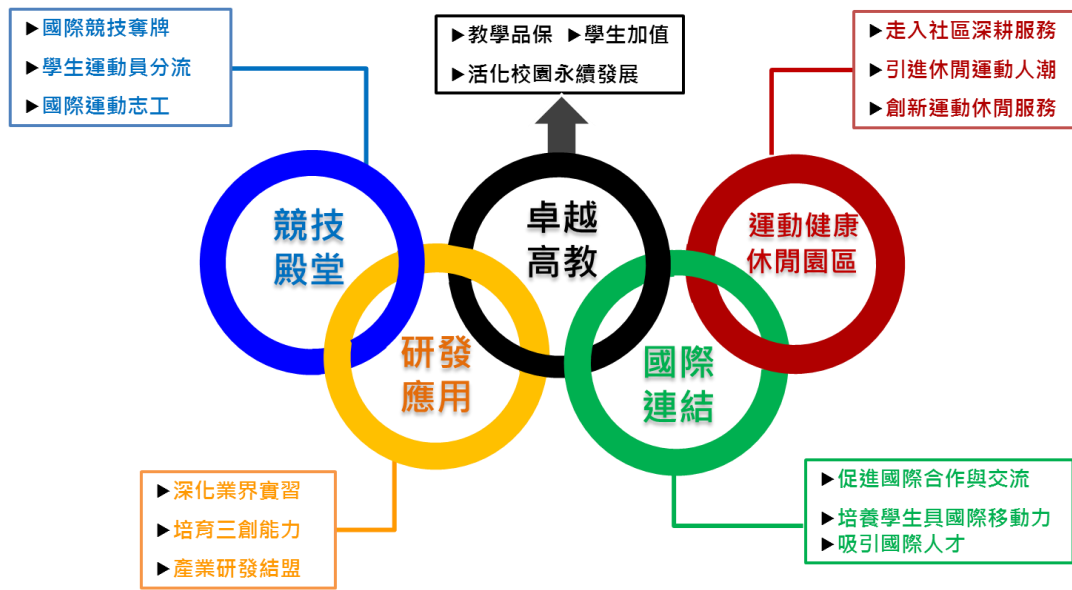 ▶國際競技奪牌
▶學生運動員分流
▶國際運動志工
▶教學品保 ▶學生加值
▶活化校園永續發展
▶走入社區深耕服務
▶引進休閒運動人潮
▶創新運動休閒服務
競技
殿堂
卓越
高教
運動健康
休閒園區
研發
應用
國際
連結
▶深化業界實習
▶培育三創能力
▶產業研發結盟
▶促進國際合作與交流
▶培養學生具國際移動力
▶吸引國際人才